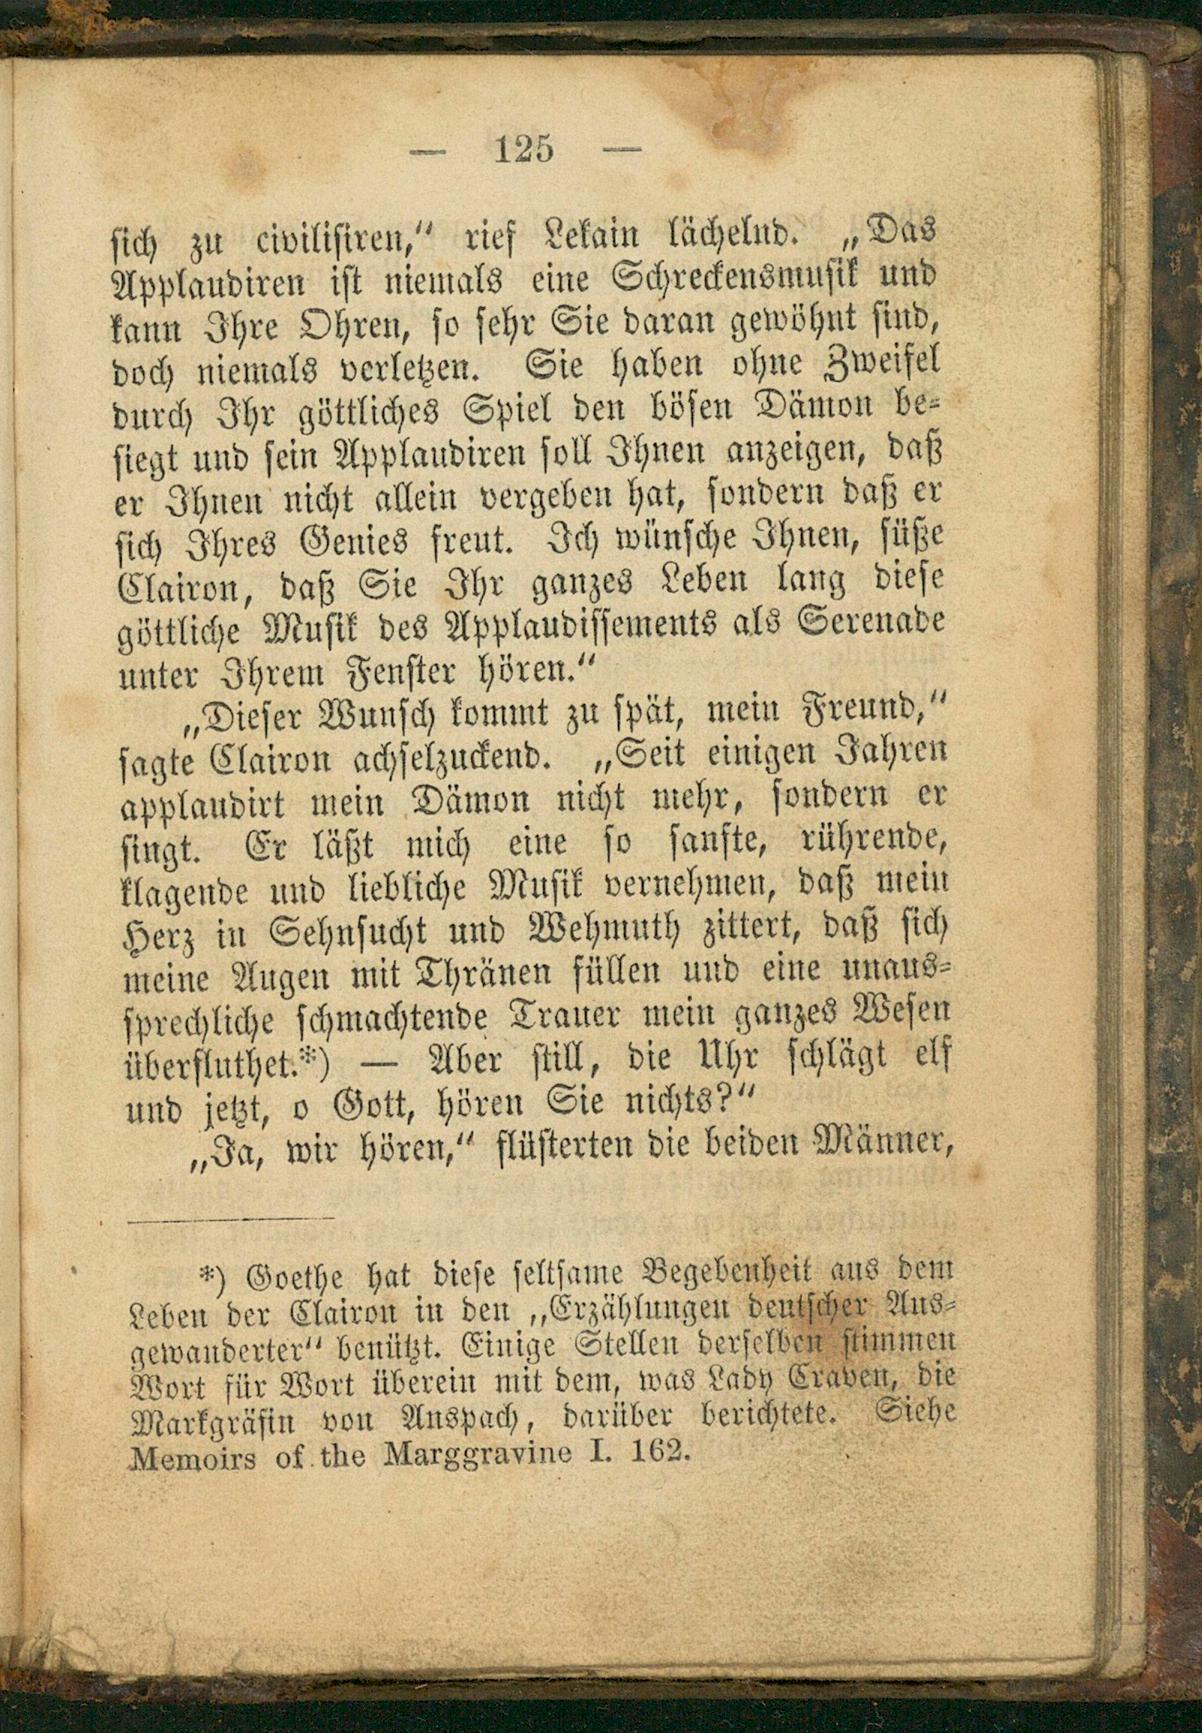 — 125 —
sich zu civilisiren,“ rief Lekain lächelnd. „Das
Applaudiren ist niemals eine Schreckensmusik und
kann Ihre Ohren, so sehr Sie daran gewöhnt sind,
doch niemals verletzen. Sie haben ohne Zweifel
durch Ihr göttliches Spiel den bösen Dämon be-
siegt und sein Applaudiren soll Ihnen anzeigen, daß
er Ihnen nicht allein vergeben hat, sondern daß er
sich Ihres Genies freut. Ich wünsche Ihnen, süße
Clairon, daß Sie Ihr ganzes Leben lang diese
göttliche Musik des Applaudissements als Serenade
unter Ihrem Fenster hören.“
„Dieser Wunsch kommt zu spät, mein Freund,“
sagte Clairon achselzuckend. „Seit einigen Jahren
applaudirt mein Dämon nicht mehr, sondern er
singt. Er läßt mich eine so sanfte, rührende,
klagende und liebliche Musik vernehmen, daß mein
Herz in Sehnsucht und Wehmuth zittert, daß sich
meine Augen mit Thränen füllen und eine unaus-
sprechliche schmachtende Trauer mein ganzes Wesen
überfluthet.*) — Aber still, die Uhr schlägt elf
und jetzt, o Gott, hören Sie nichts?“
„Ja, wir hören,“ flüsterten die beiden Männer,
*) Goethe hat diese seltsame Begebenheit aus dem
Leben der Clairon in den „Erzählungen deutscher Aus-
gewanderter“ benützt. Einige Stellen derselben stimmen
Wort für Wort überein mit dem, was Lady Craven, die
Markgräfin von Anspach, darüber berichtete. Siehe
Memoirs of the Marggravine I. 162.